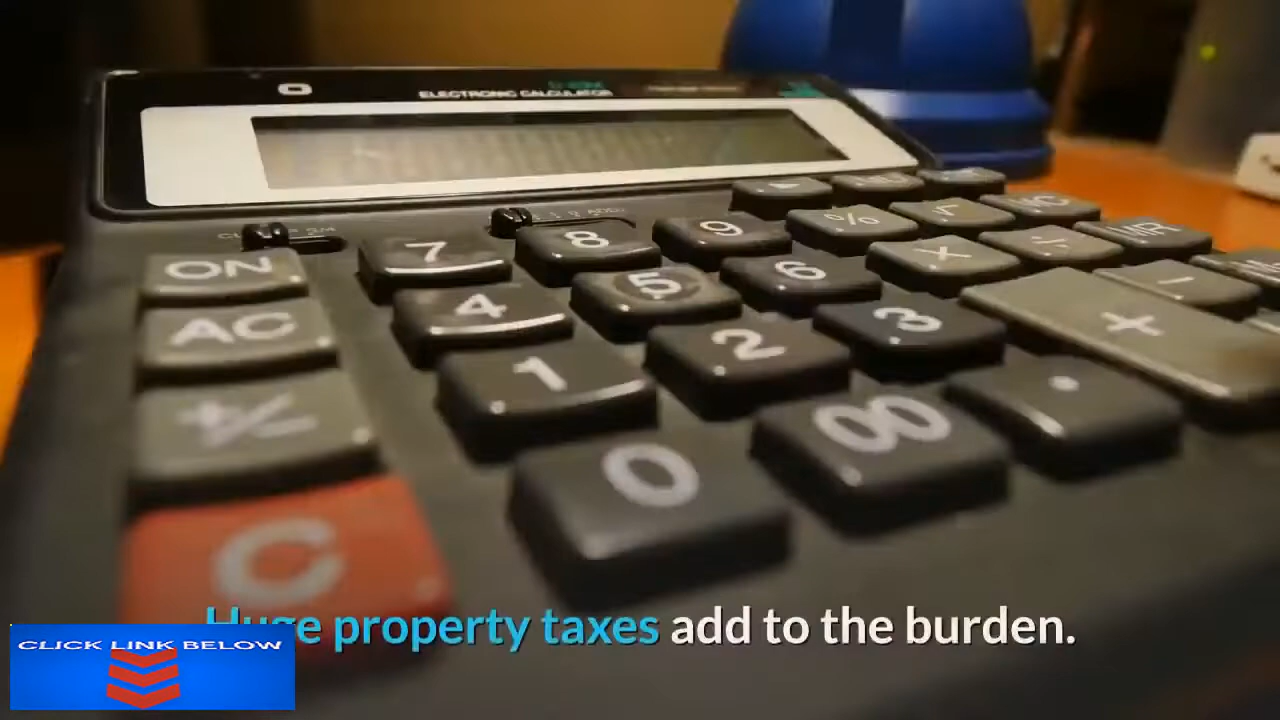 ELECTRONIC CALCULATOR
7 8 9 %
ON 4 5 6 X ÷ MR
AC 1 2 3 + −
+/− 0 00 .
C
Huge property taxes add to the burden.
CLICK LINK BELOW